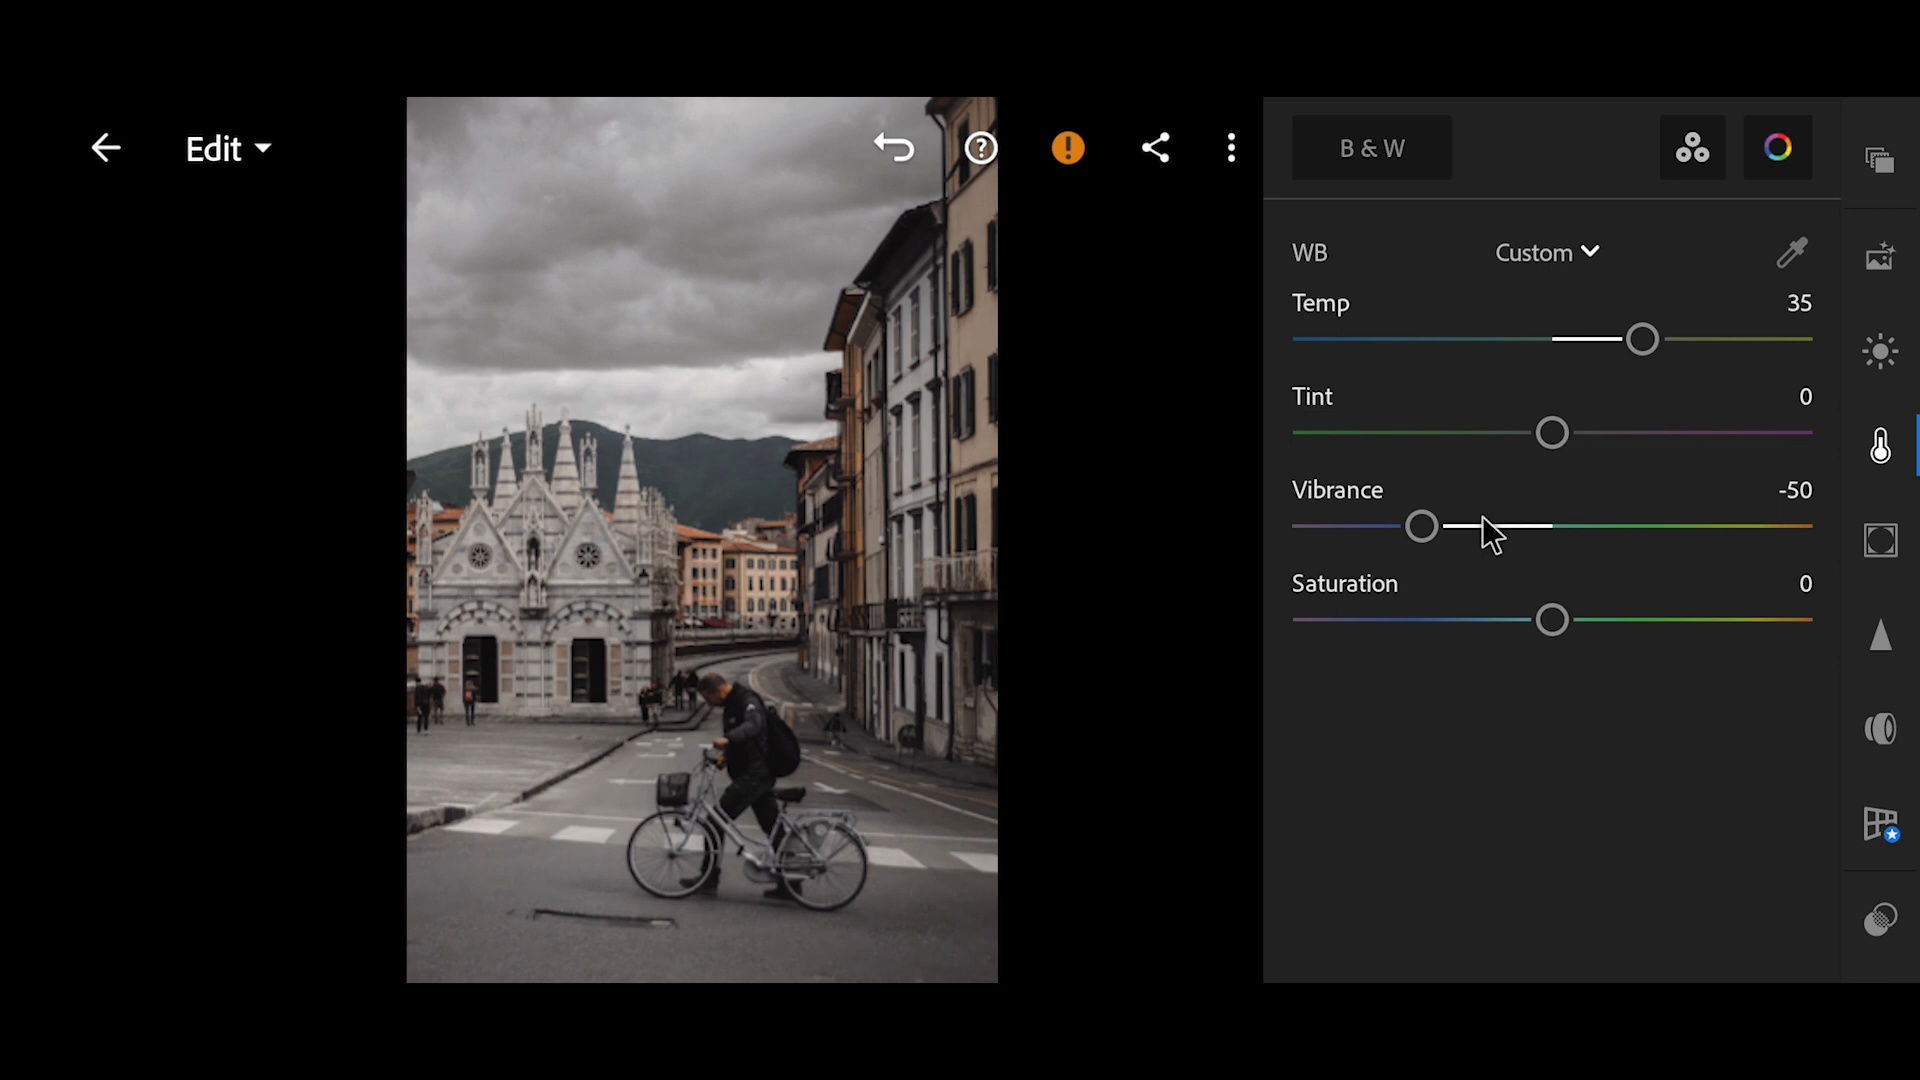 Edit
B & W
WB Custom
Temp 35
Tint 0
Vibrance -50
Saturation 0